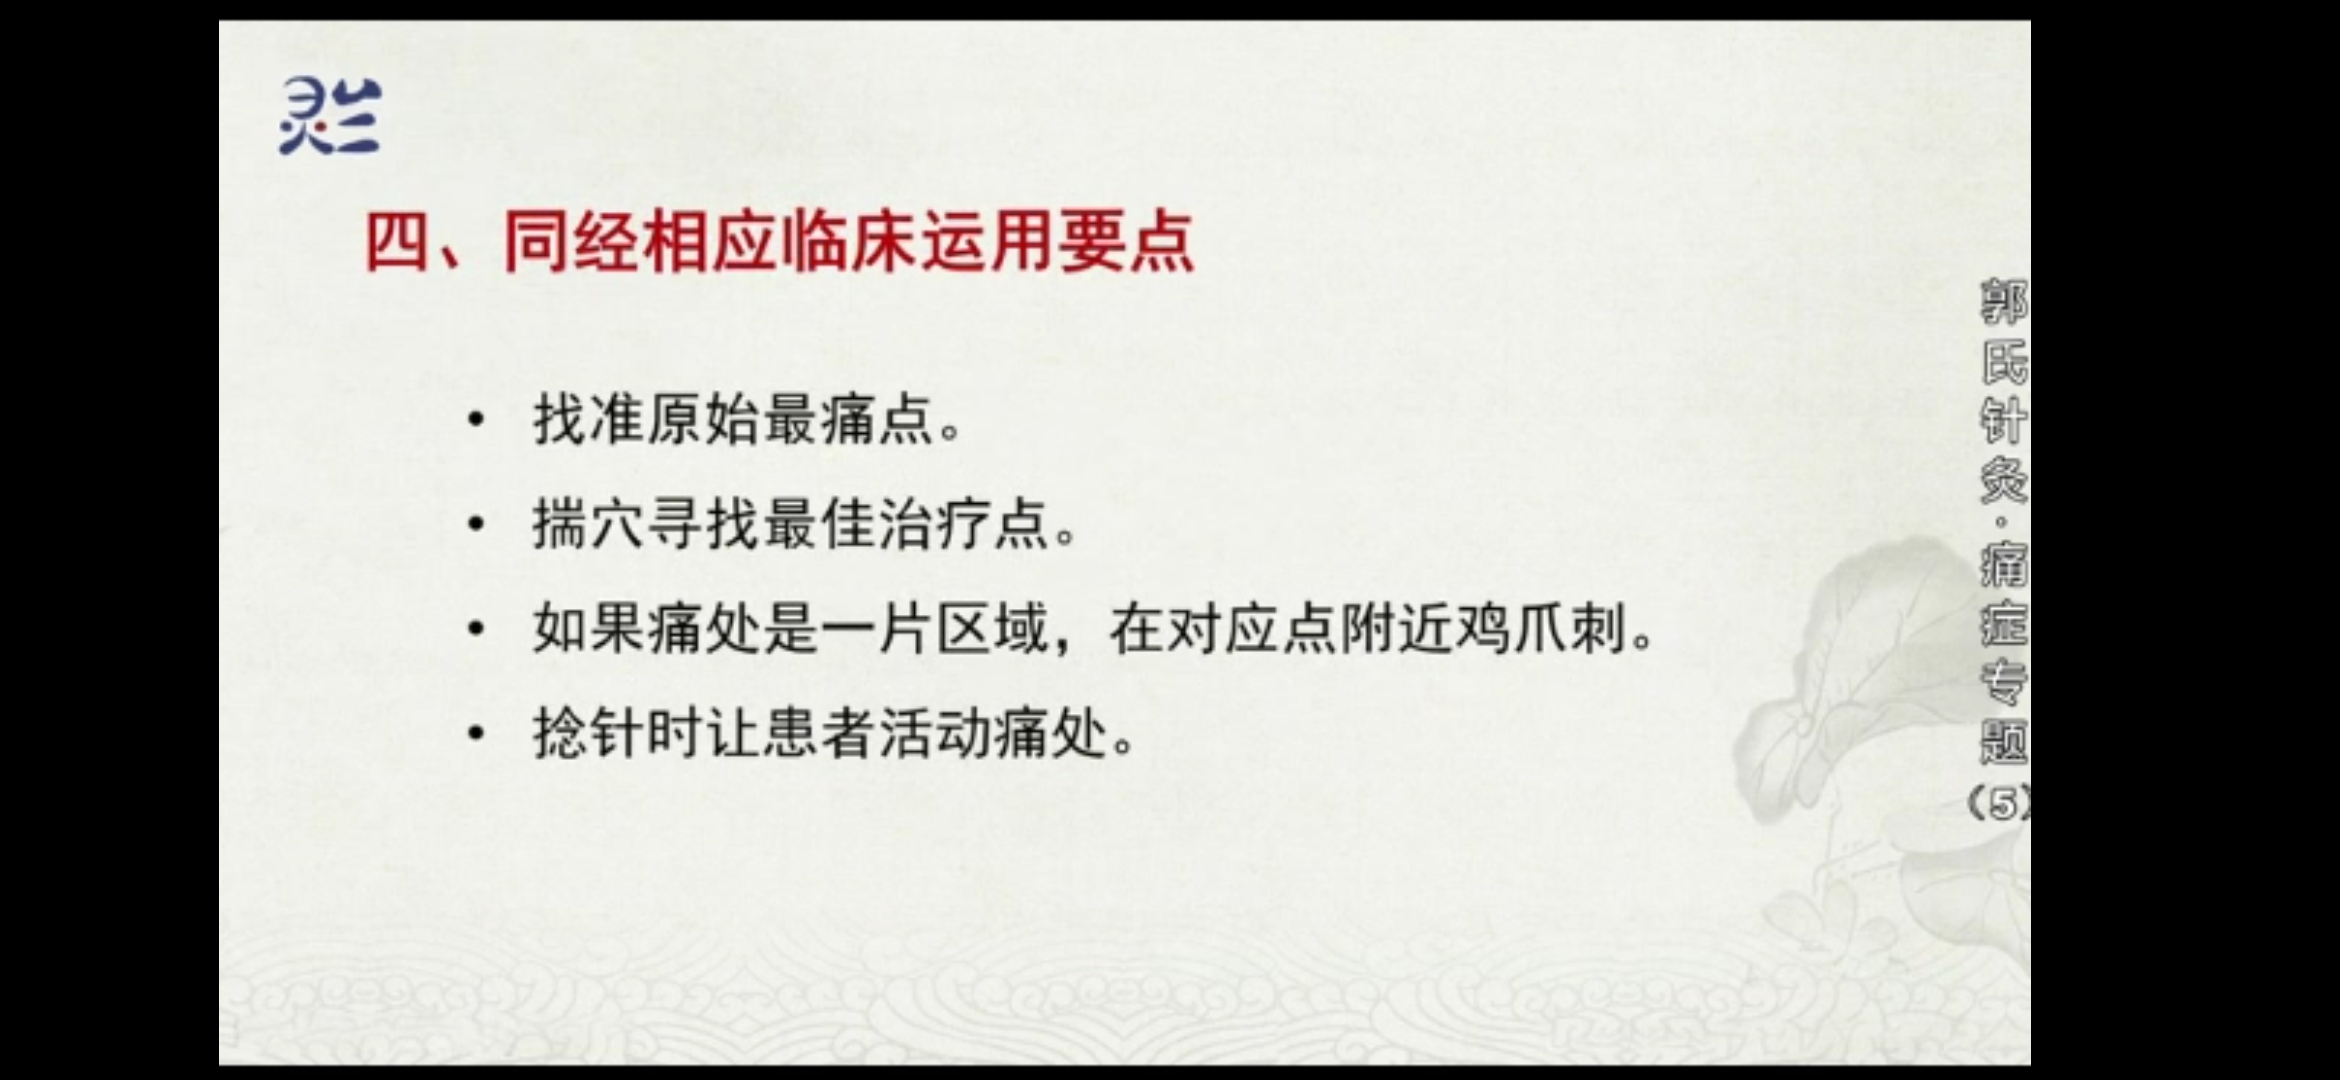 灵兰
四、同经相应临床运用要点
• 找准原始最痛点。
• 揣穴寻找最佳治疗点。
• 如果痛处是一片区域，在对应点附近鸡爪刺。
• 捻针时让患者活动痛处。
郭氏针灸·痛症专题（5）